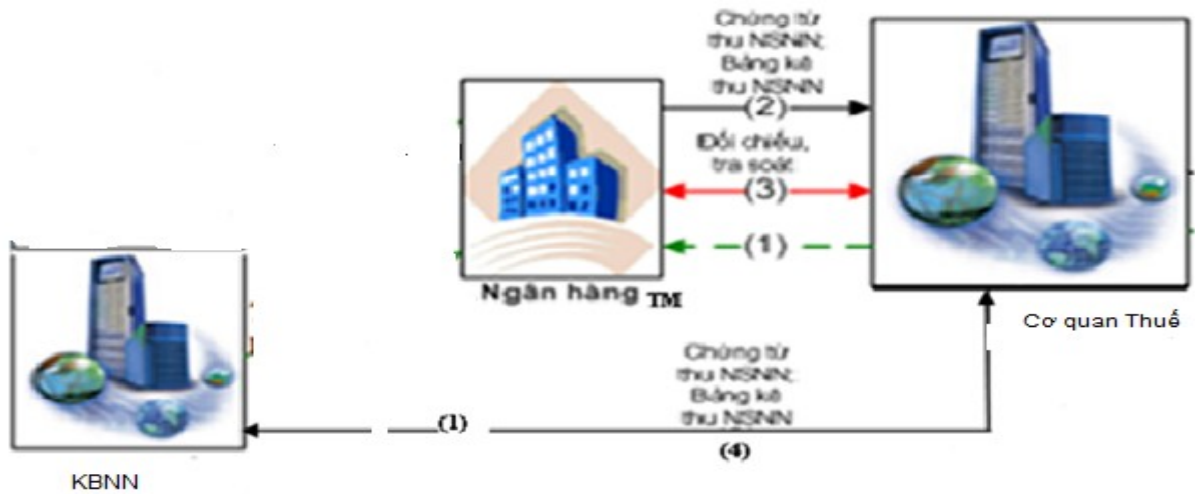 Chứng từ
thu NSNN;
Bảng kê
thu NSNN
(2)
Đối chiếu,
tra soát
(3)
(1)
Ngân hàng TM
Cơ quan Thuế
Chứng từ
thu NSNN;
Bảng kê
thu NSNN
(1)
(4)
KBNN